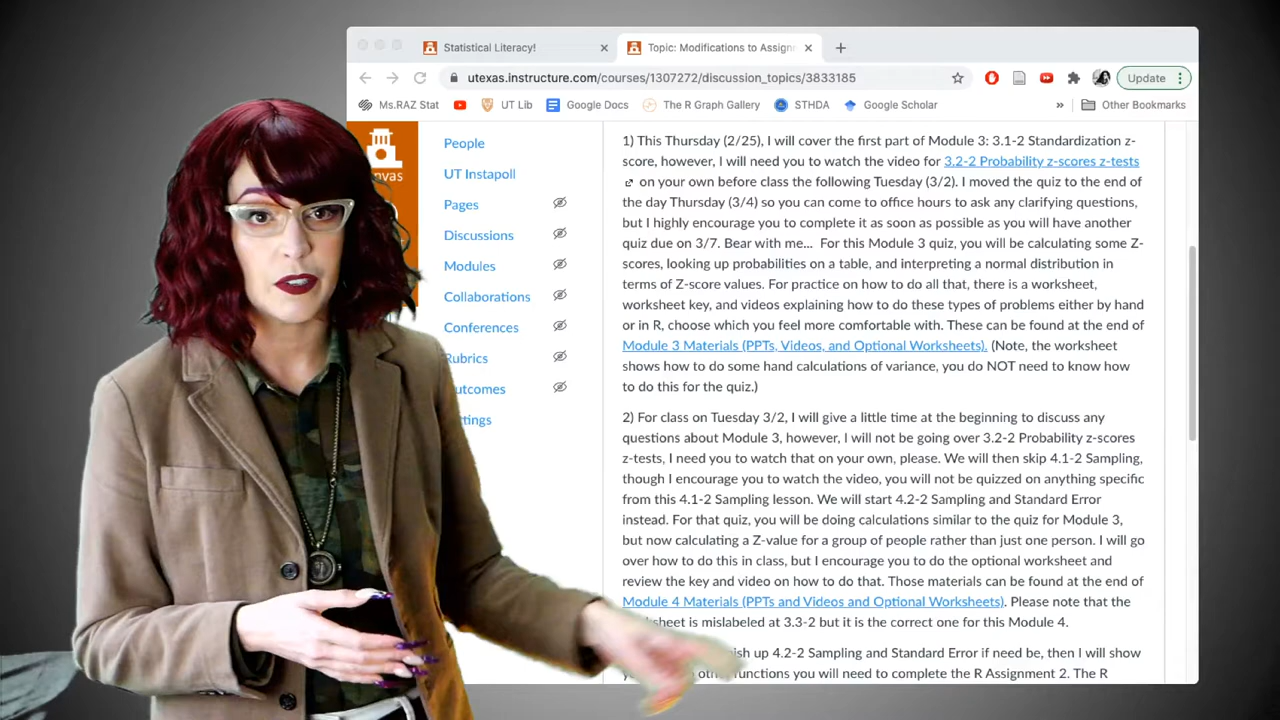 Statistical Literacy!
Topic: Modifications to Assign
utexas.instructure.com/courses/1307272/discussion_topics/3833185
Update
Ms.RAZ Stat
UT Lib
Google Docs
The R Graph Gallery
STHDA
Google Scholar
»
Other Bookmarks
nvas
People
UT Instapoll
Pages
Discussions
Modules
Collaborations
Conferences
Rubrics
utcomes
ttings
1) This Thursday (2/25), I will cover the first part of Module 3: 3.1-2 Standardization z-
score, however, I will need you to watch the video for 3.2-2 Probability z-scores z-tests
on your own before class the following Tuesday (3/2). I moved the quiz to the end of
the day Thursday (3/4) so you can come to office hours to ask any clarifying questions,
but I highly encourage you to complete it as soon as possible as you will have another
quiz due on 3/7. Bear with me... For this Module 3 quiz, you will be calculating some Z-
scores, looking up probabilities on a table, and interpreting a normal distribution in
terms of Z-score values. For practice on how to do all that, there is a worksheet,
worksheet key, and videos explaining how to do these types of problems either by hand
or in R, choose which you feel more comfortable with. These can be found at the end of
Module 3 Materials (PPTs, Videos, and Optional Worksheets). (Note, the worksheet
shows how to do some hand calculations of variance, you do NOT need to know how
to do this for the quiz.)
2) For class on Tuesday 3/2, I will give a little time at the beginning to discuss any
questions about Module 3, however, I will not be going over 3.2-2 Probability z-scores
z-tests, I need you to watch that on your own, please. We will then skip 4.1-2 Sampling,
though I encourage you to watch the video, you will not be quizzed on anything specific
from this 4.1-2 Sampling lesson. We will start 4.2-2 Sampling and Standard Error
instead. For that quiz, you will be doing calculations similar to the quiz for Module 3,
but now calculating a Z-value for a group of people rather than just one person. I will go
over how to do this in class, but I encourage you to do the optional worksheet and
review the key and video on how to do that. Those materials can be found at the end of
Module 4 Materials (PPTs and Videos and Optional Worksheets). Please note that the
sheet is mislabeled at 3.3-2 but it is the correct one for this Module 4.
ish up 4.2-2 Sampling and Standard Error if need be, then I will show
functions you will need to complete the R Assignment 2. The R